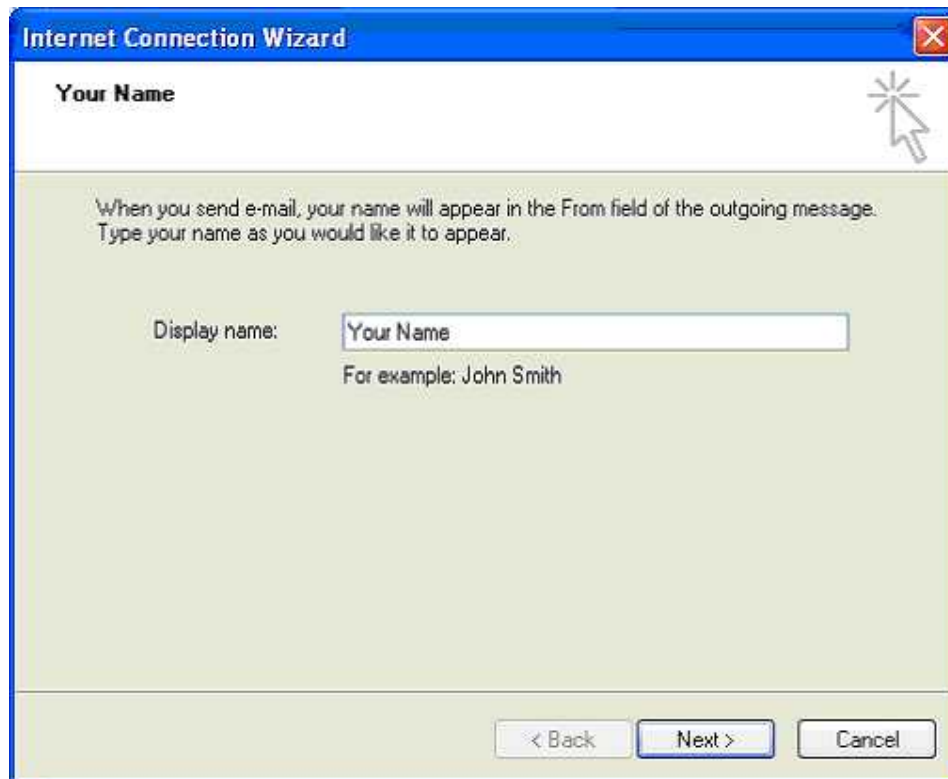 Internet Connection Wizard
Your Name
When you send e-mail, your name will appear in the From field of the outgoing message.
Type your name as you would like it to appear.
Display name: Your Name
For example: John Smith
< Back Next > Cancel